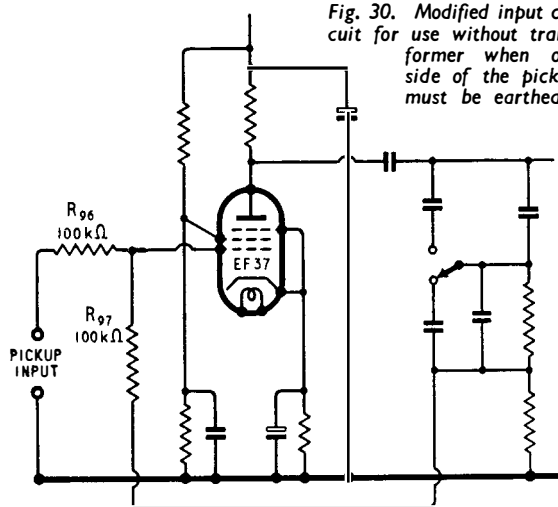 Fig. 30. Modified input c
cuit for use without tra
former when o
side of the pick
must be earthed
R96
100kΩ
EF37
R97
100kΩ
PICKUP
INPUT